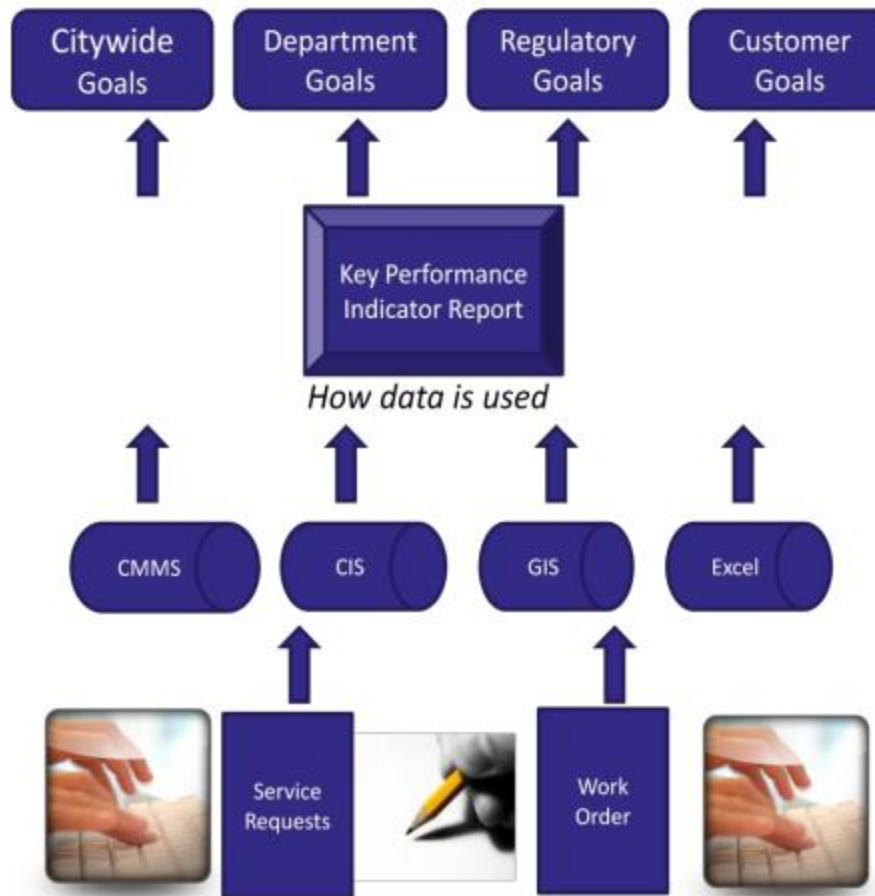 Citywide
Goals
Department
Goals
Regulatory
Goals
Customer
Goals
Key Performance
Indicator Report
How data is used
CMMS
CIS
GIS
Excel
Service
Requests
Work
Order